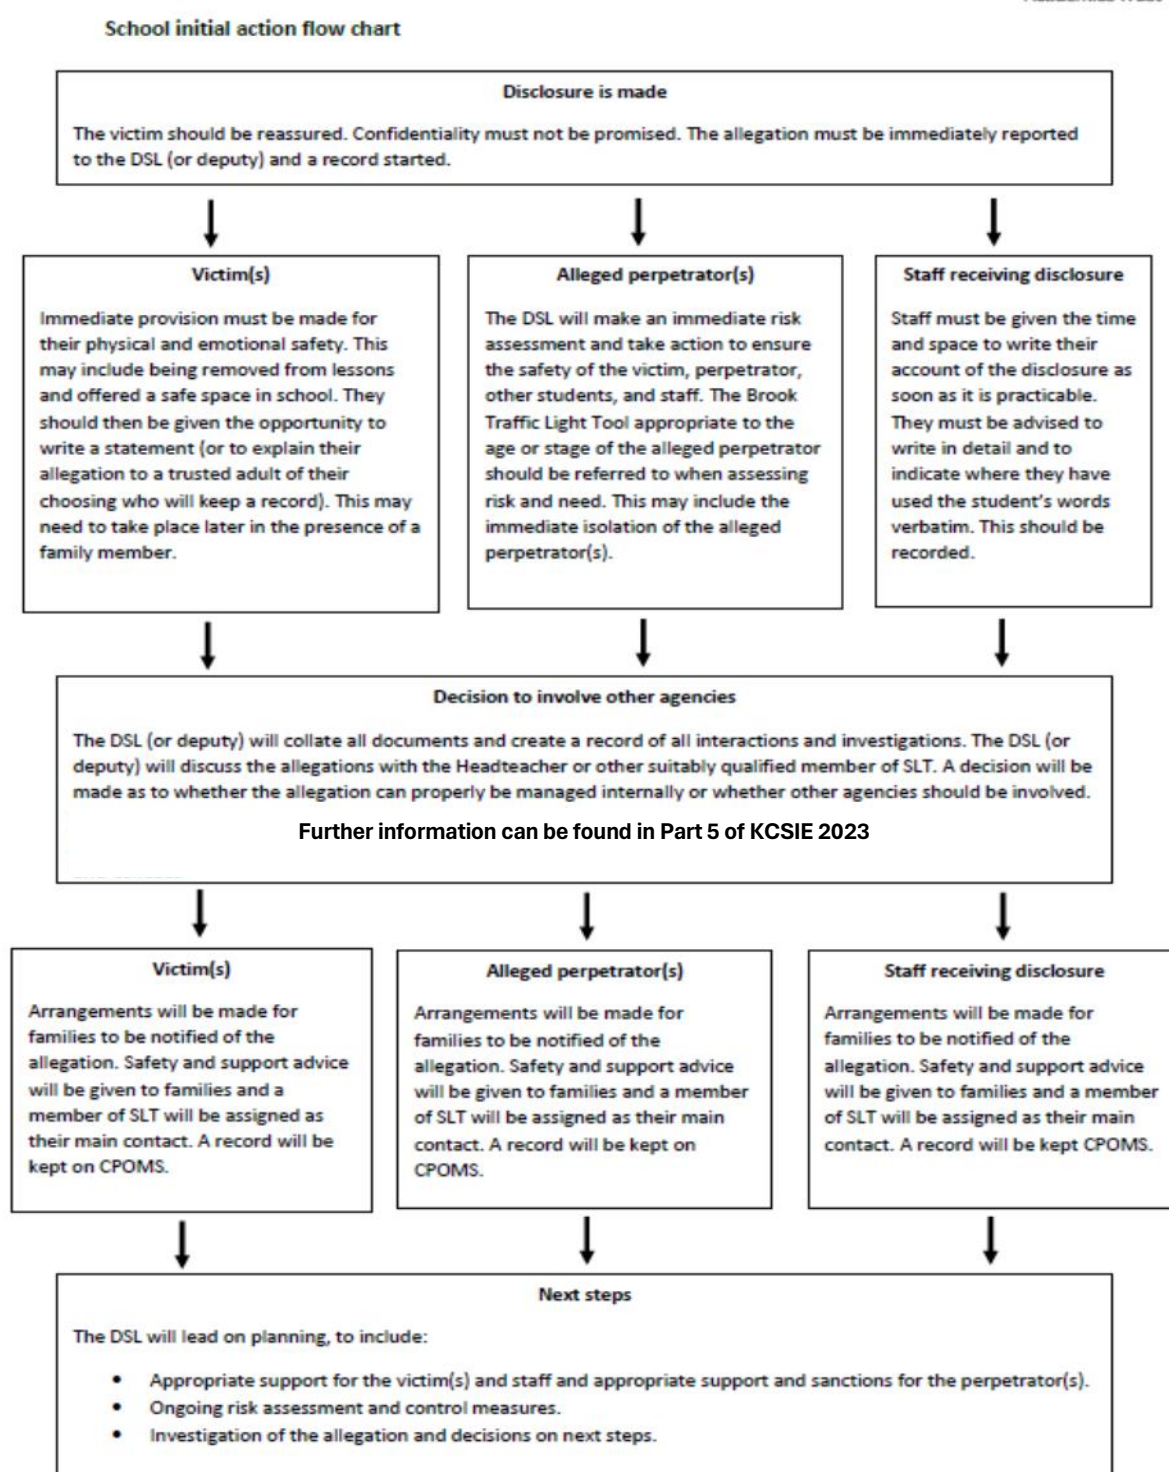 School initial action flow chart
Disclosure is made
The victim should be reassured. Confidentiality must not be promised. The allegation must be immediately reported
to the DSL (or deputy) and a record started.
Victim(s)
Immediate provision must be made for
their physical and emotional safety. This
may include being removed from lessons
and offered a safe space in school. They
should then be given the opportunity to
write a statement (or to explain their
allegation to a trusted adult of their
choosing who will keep a record). This may
need to take place later in the presence of a
family member.
Alleged perpetrator(s)
The DSL will make an immediate risk
assessment and take action to ensure
the safety of the victim, perpetrator,
other students, and staff. The Brook
Traffic Light Tool appropriate to the
age or stage of the alleged perpetrator
should be referred to when assessing
risk and need. This may include the
immediate isolation of the alleged
perpetrator(s).
Staff receiving disclosure
Staff must be given the time
and space to write their
account of the disclosure as
soon as it is practicable.
They must be advised to
write in detail and to
indicate where they have
used the student's words
verbatim. This should be
recorded.
Decision to involve other agencies
The DSL (or deputy) will collate all documents and create a record of all interactions and investigations. The DSL (or
deputy) will discuss the allegations with the Headteacher or other suitably qualified member of SLT. A decision will be
made as to whether the allegation can properly be managed internally or whether other agencies should be involved.
Further information can be found in Part 5 of KCSIE 2023
Victim(s)
Arrangements will be made for
families to be notified of the
allegation. Safety and support advice
will be given to families and a
member of SLT will be assigned as
their main contact. A record will be
kept on CPOMS.
Alleged perpetrator(s)
Arrangements will be made for
families to be notified of the
allegation. Safety and support advice
will be given to families and a member
of SLT will be assigned as their main
contact. A record will be kept on
CPOMS.
Staff receiving disclosure
Arrangements will be made for
families to be notified of the
allegation. Safety and support advice
will be given to families and a member
of SLT will be assigned as their main
contact. A record will be kept CPOMS.
Next steps
The DSL will lead on planning, to include:
• Appropriate support for the victim(s) and staff and appropriate support and sanctions for the perpetrator(s).
• Ongoing risk assessment and control measures.
• Investigation of the allegation and decisions on next steps.